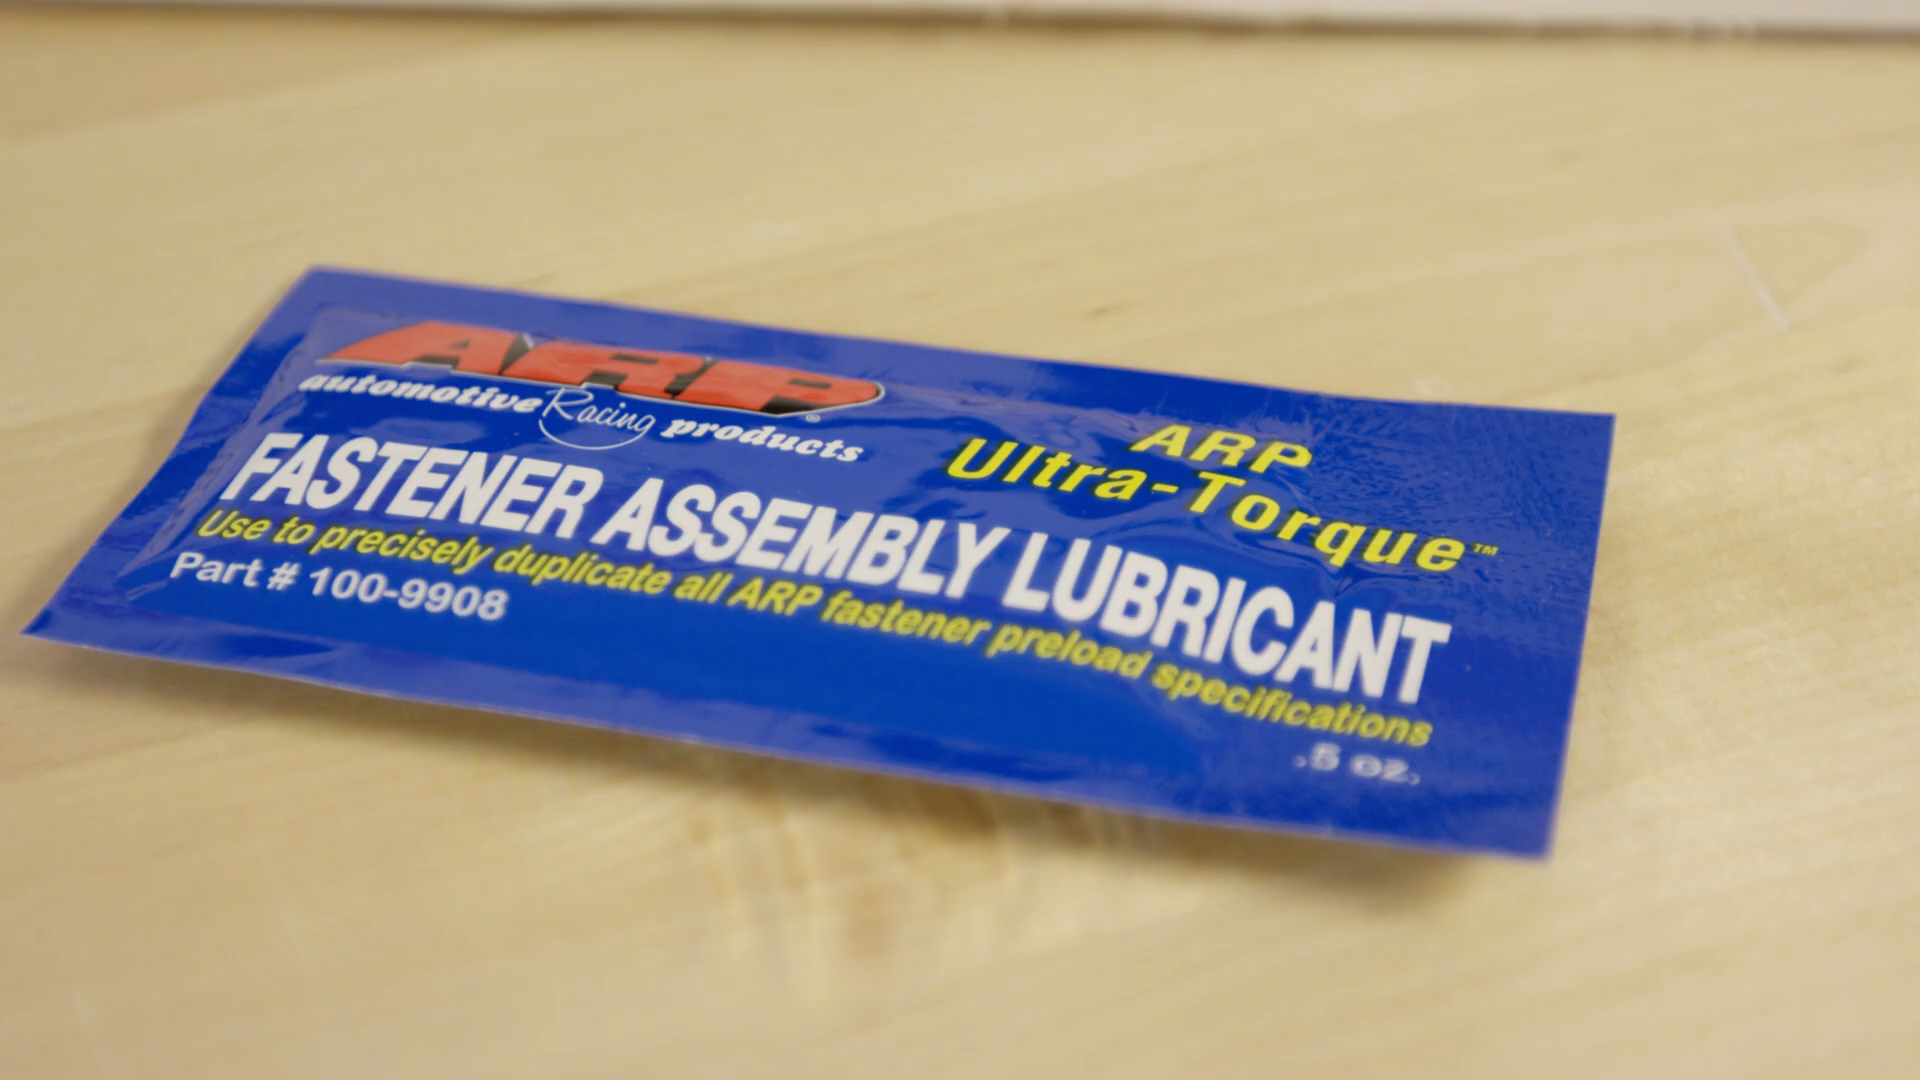 ARP®
automotive Racing products
ARP
Ultra-Torque™
FASTENER ASSEMBLY LUBRICANT
Use to precisely duplicate all ARP fastener preload specifications
Part # 100-9908
.5 oz.